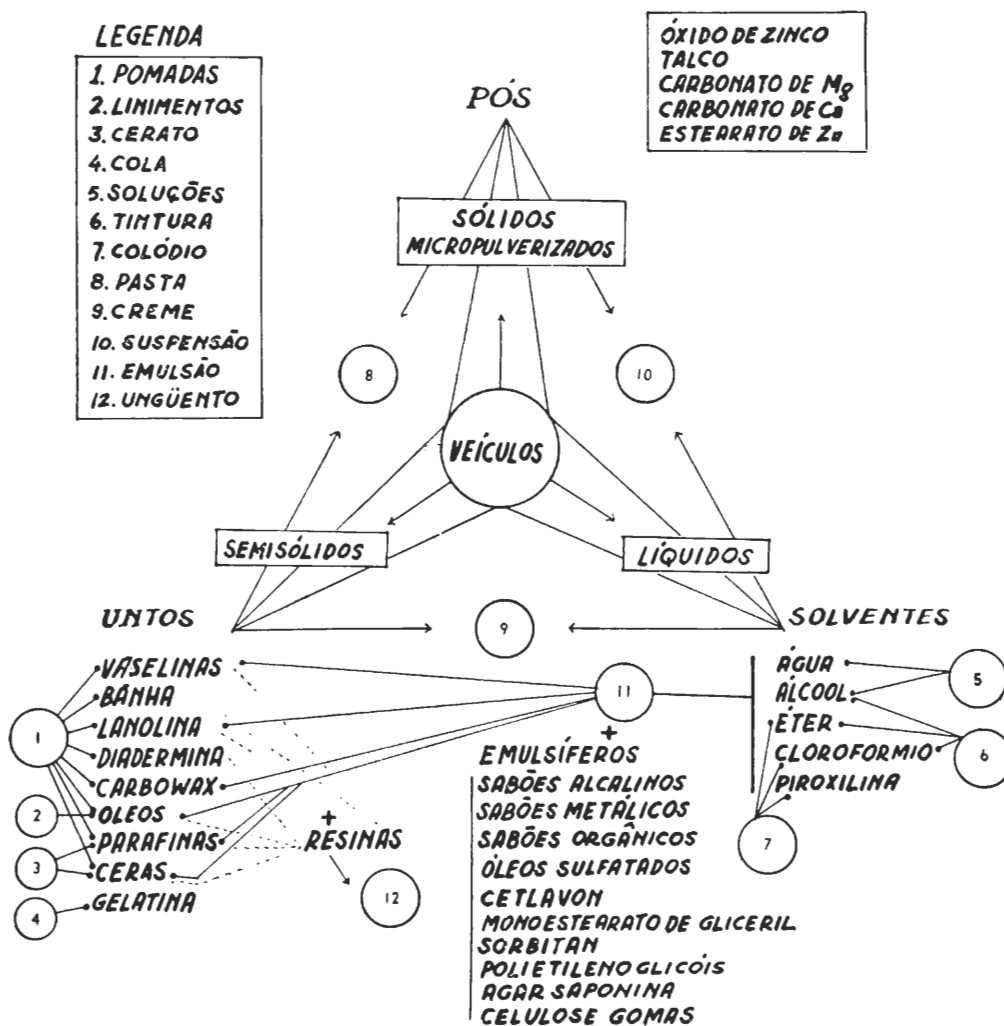 LEGENDA
1. POMADAS
2. LINIMENTOS
3. CERATO
4. COLA
5. SOLUÇÕES
6. TINTURA
7. COLÓDIO
8. PASTA
9. CREME
10. SUSPENSÃO
11. EMULSÃO
12. UNGÜENTO
ÓXIDO DE ZINCO
TALCO
CARBONATO DE Mg
CARBONATO DE Ca
ESTEARATO DE Zn
PÓS
SÓLIDOS
MICROPULVERIZADOS
8
10
VEÍCULOS
SEMISÓLIDOS
LÍQUIDOS
UNTOS
9
SOLVENTES
VASELINAS
BANHA
LANOLINA
DIADERMINA
CARBOWAX
OLEOS
PARAFINAS
CERAS
GELATINA
1
2
3
4
+
RESINAS
12
11
+
EMULSÍFEROS
SABÕES ALCALINOS
SABÕES METÁLICOS
SABÕES ORGÂNICOS
ÓLEOS SULFATADOS
CETLAVON
MONOESTEARATO DE GLICERIL
SORBITAN
POLIETILENO GLICÓIS
AGAR SAPONINA
CELULOSE GOMAS
ÁGUA
ÁLCOOL
ÉTER
CLOROFORMIO
PIROXILINA
5
6
7